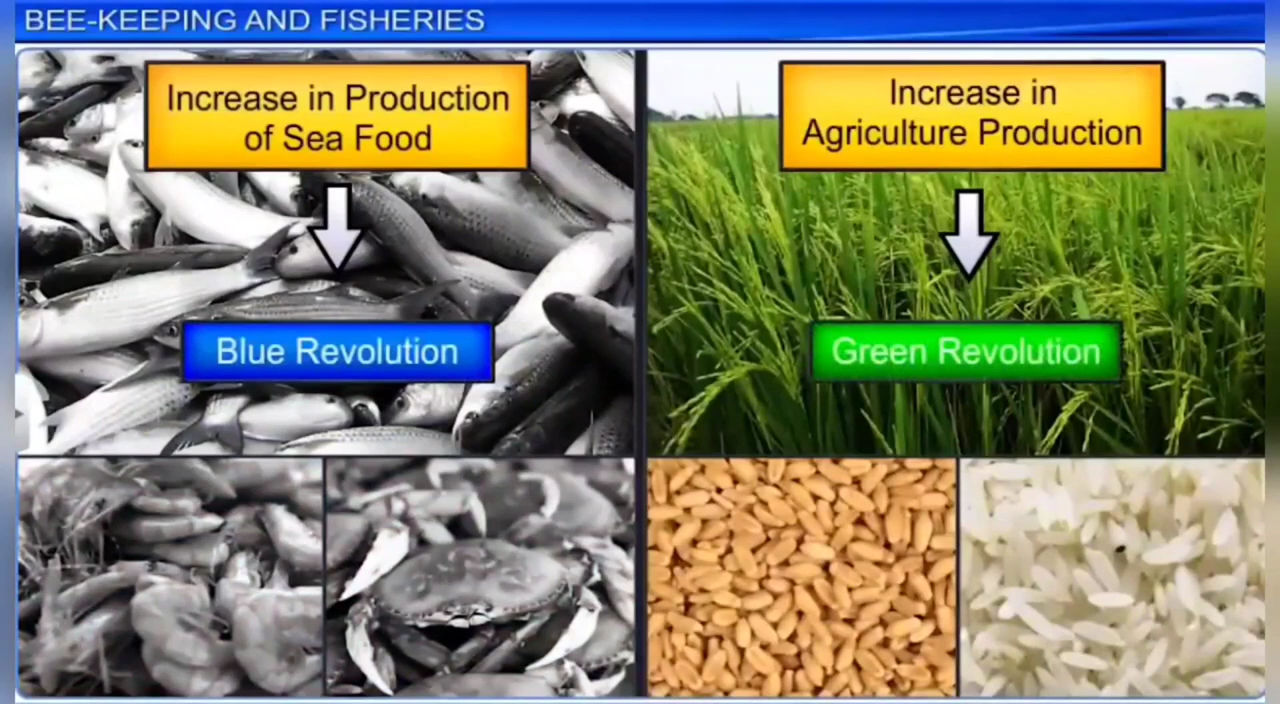 BEE-KEEPING AND FISHERIES
Increase in Production
of Sea Food
Blue Revolution
Increase in
Agriculture Production
Green Revolution